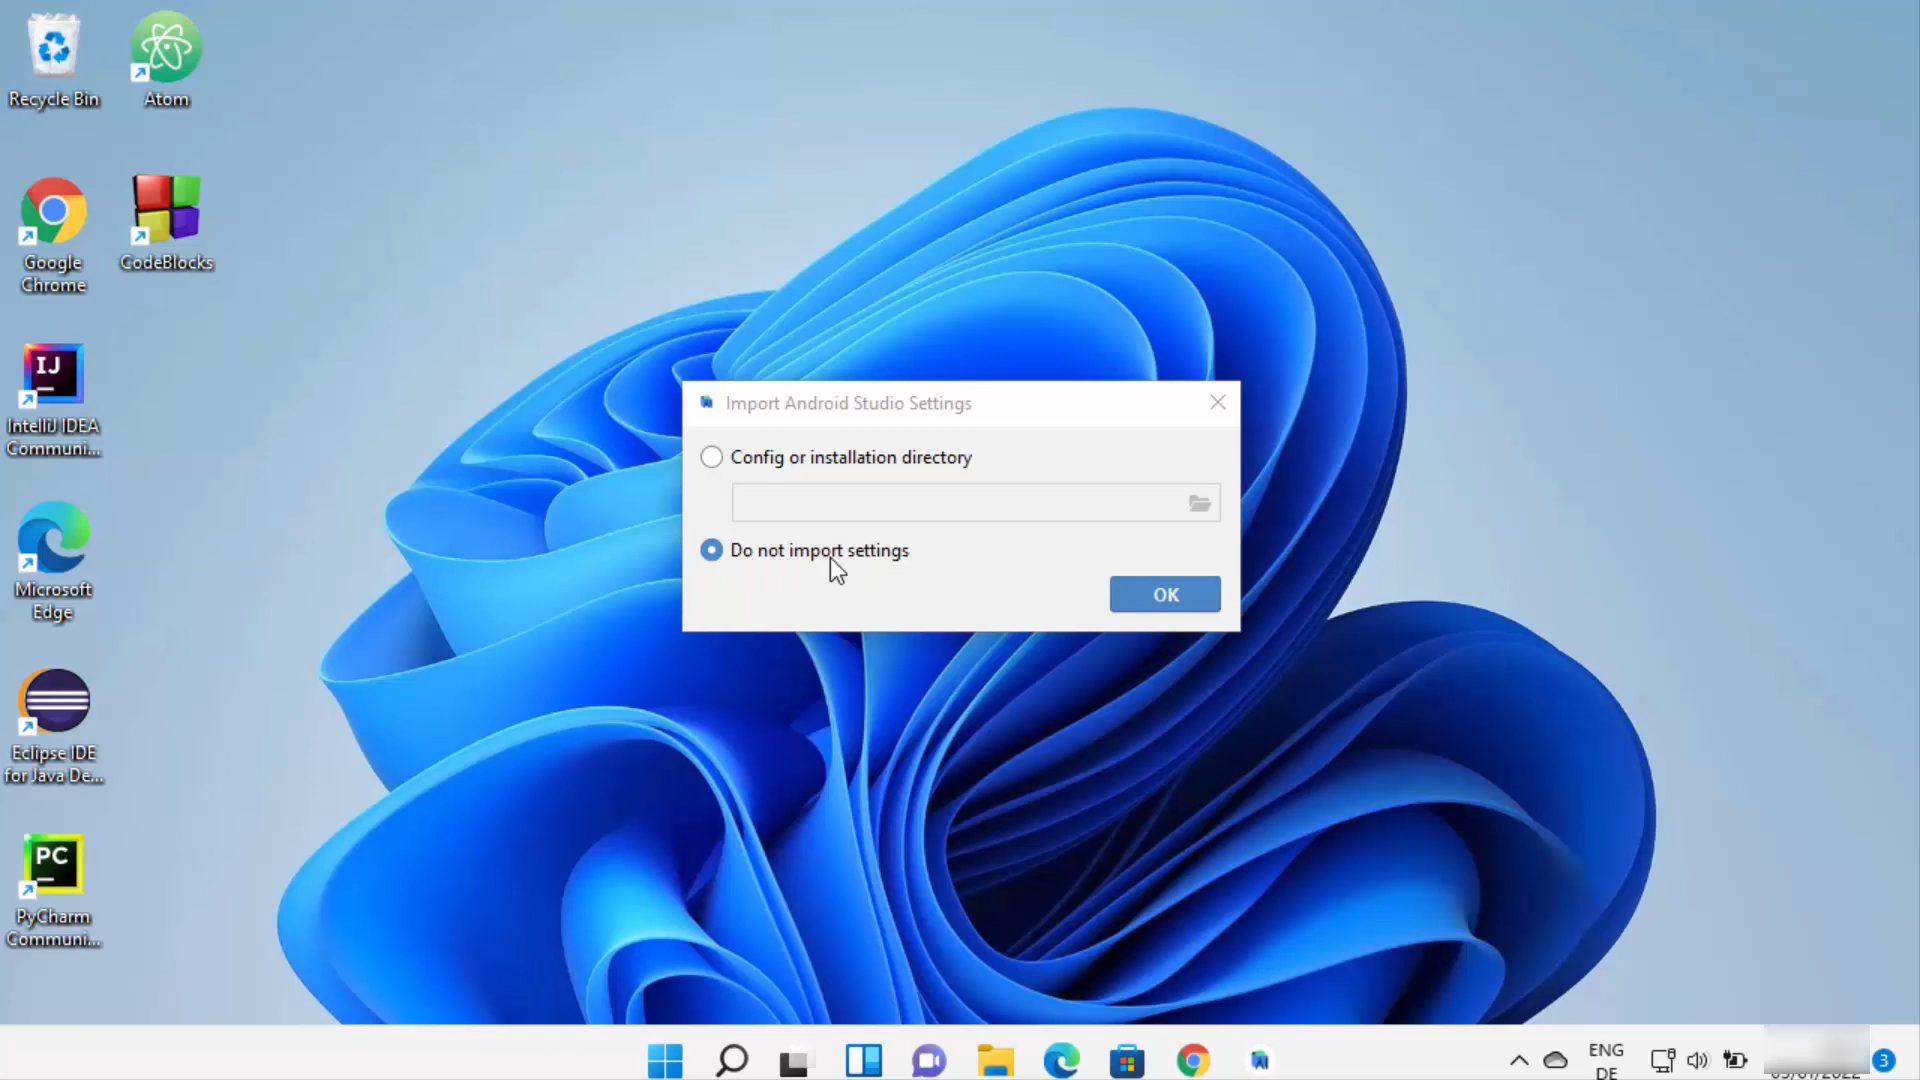 Recycle Bin
Atom
Google
Chrome
CodeBlocks
IJ
IntelliJ IDEA
Communi...
Microsoft
Edge
Eclipse IDE
for Java De...
PC
PyCharm
Communi...
Import Android Studio Settings
Config or installation directory
Do not import settings
OK
ENG
DE
3